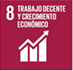 8 TRABAJO DECENTE
Y CRECIMIENTO
ECONÓMICO